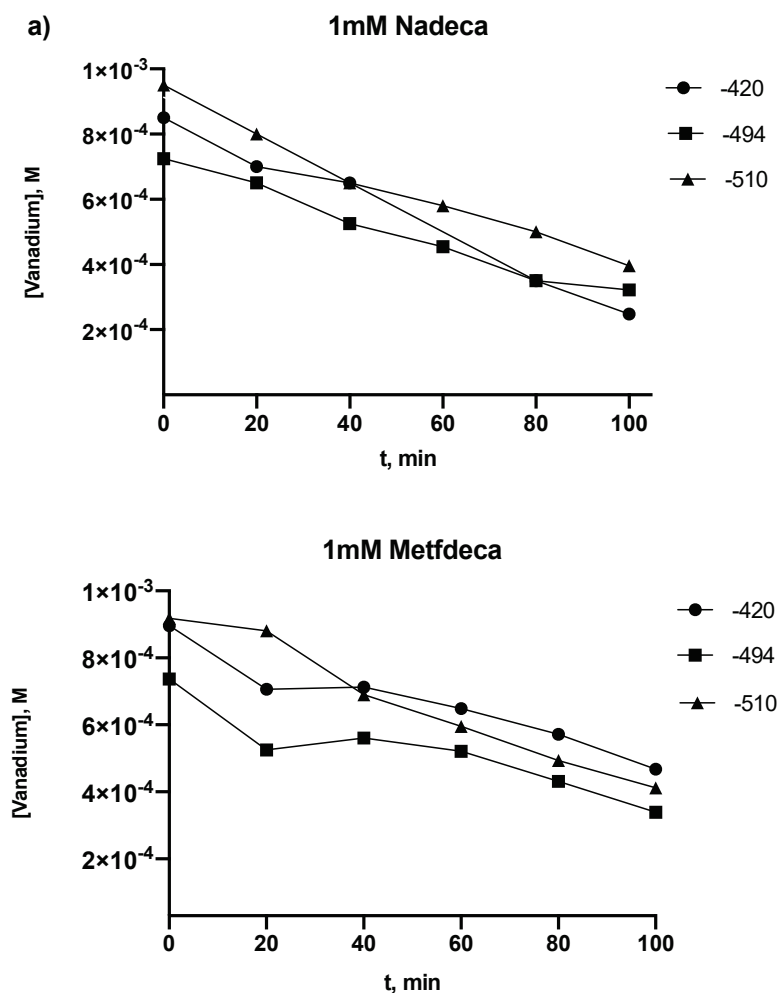 a)
1mM Nadeca
1×10⁻³
8×10⁻⁴
6×10⁻⁴
4×10⁻⁴
2×10⁻⁴
[Vanadium], M
0 20 40 60 80 100
t, min
-420
-494
-510
1mM Metfdeca
1×10⁻³
8×10⁻⁴
6×10⁻⁴
4×10⁻⁴
2×10⁻⁴
[Vanadium], M
0 20 40 60 80 100
t, min
-420
-494
-510